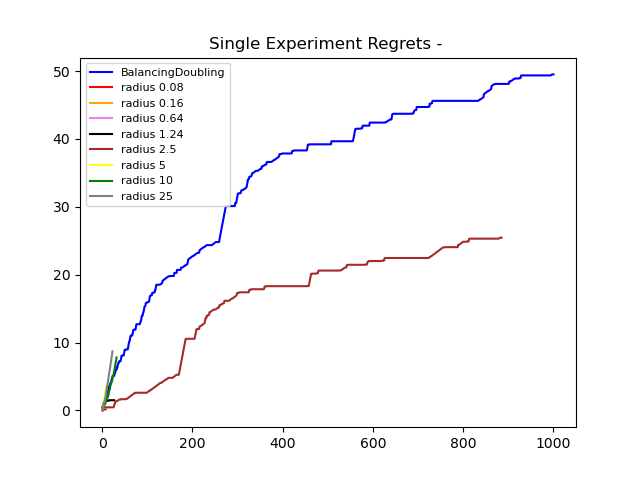 Single Experiment Regrets -
50
40
30
20
10
0
BalancingDoubling
radius 0.08
radius 0.16
radius 0.64
radius 1.24
radius 2.5
radius 5
radius 10
radius 25
0 200 400 600 800 1000